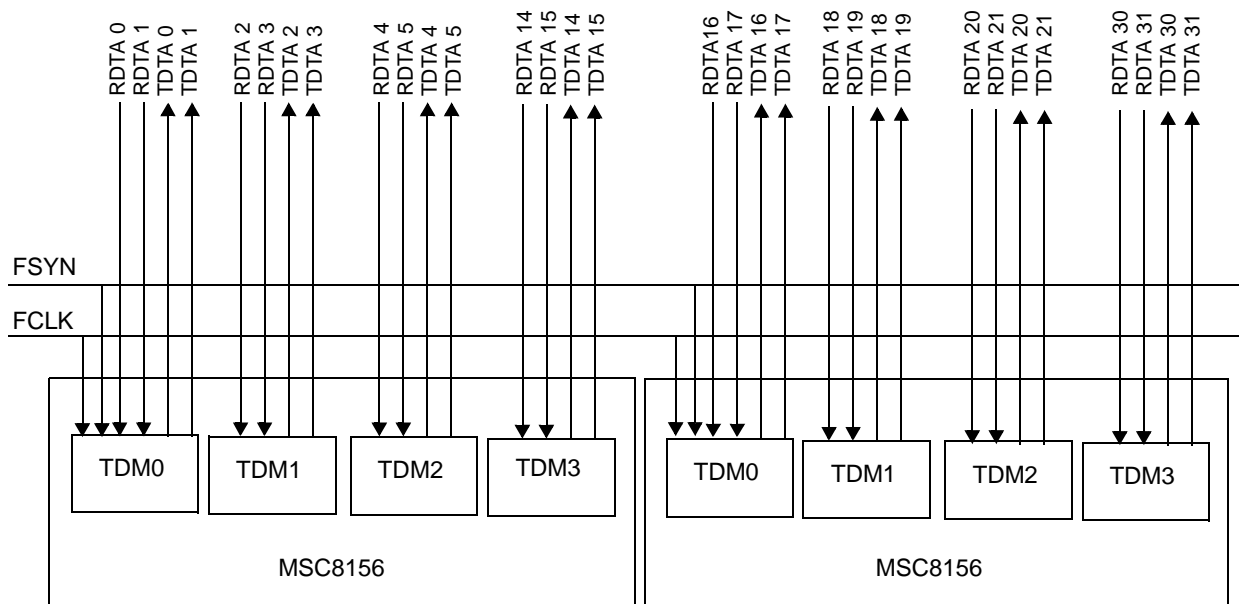 RDTA 0
RDTA 1
TDTA 0
TDTA 1
RDTA 2
RDTA 3
TDTA 2
TDTA 3
RDTA 4
RDTA 5
TDTA 4
TDTA 5
RDTA 14
RDTA 15
TDTA 14
TDTA 15
RDTA16
RDTA 17
TDTA 16
TDTA 17
RDTA 18
RDTA 19
TDTA 18
TDTA 19
RDTA 20
RDTA 21
TDTA 20
TDTA 21
RDTA 30
RDTA 31
TDTA 30
TDTA 31
FSYN
FCLK
TDM0
TDM1
TDM2
TDM3
TDM0
TDM1
TDM2
TDM3
MSC8156
MSC8156